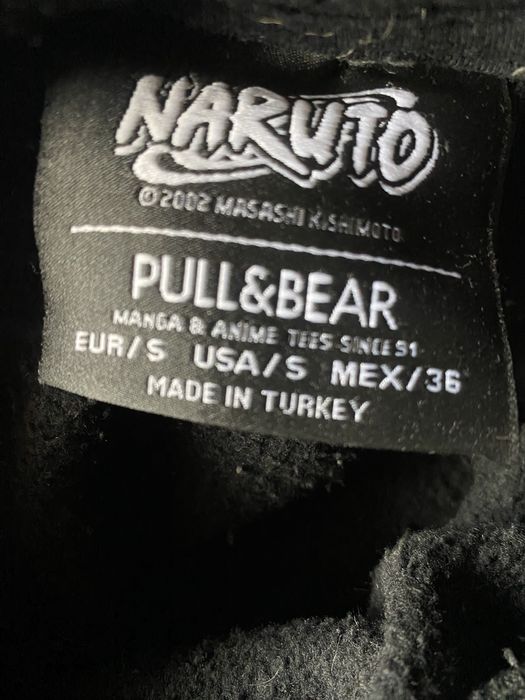 NARUTO
©2002 MASASHI KISHIMOTO
PULL&BEAR
MANGA & ANIME TEES SINCE 91
EUR/S USA/S MEX/36
MADE IN TURKEY